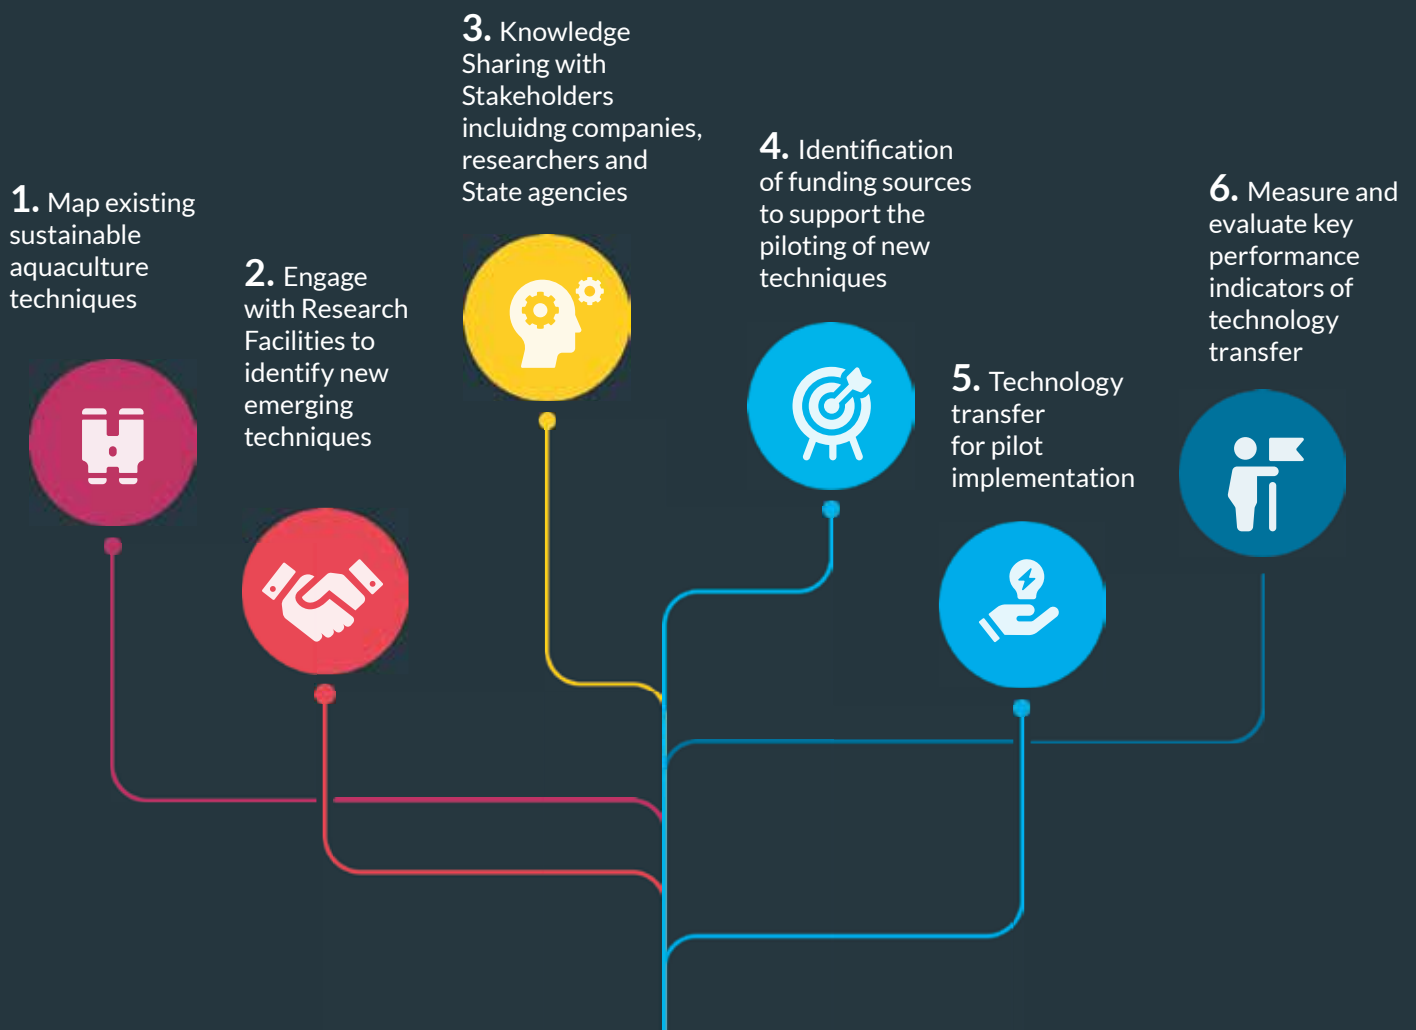 1. Map existing
sustainable
aquaculture
techniques
2. Engage
with Research
Facilities to
identify new
emerging
techniques
3. Knowledge
Sharing with
Stakeholders
incluidng companies,
researchers and
State agencies
4. Identification
of funding sources
to support the
piloting of new
techniques
5. Technology
transfer
for pilot
implementation
6. Measure and
evaluate key
performance
indicators of
technology
transfer